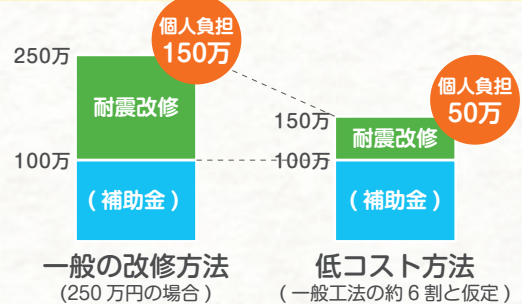 個人負担
150万
250万
耐震改修
100万
(補助金)
一般の改修方法
(250万円の場合)
個人負担
50万
150万
耐震改修
100万
(補助金)
低コスト方法
(一般工法の約6割と仮定)